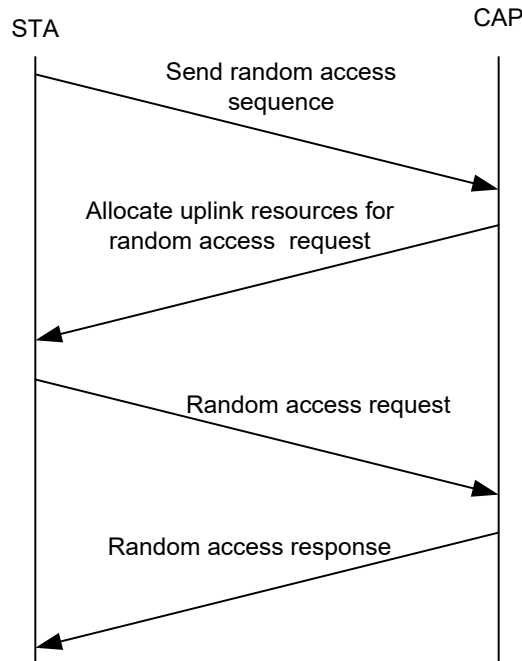 STA
CAP
Send random access
sequence
Allocate uplink resources for
random access request
Random access request
Random access response